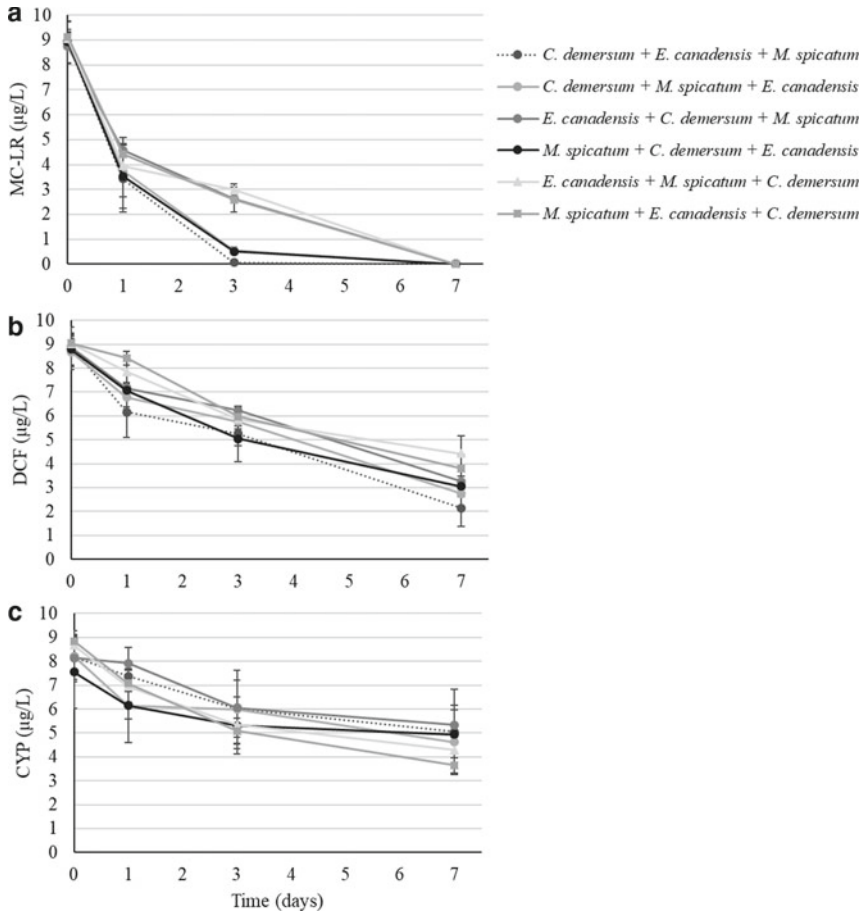 a
10
9
8
7
6
5
4
3
2
1
0
MC-LR (µg/L)
0 1 2 3 4 5 6 7
C. demersum + E. canadensis + M. spicatum
C. demersum + M. spicatum + E. canadensis
E. canadensis + C. demersum + M. spicatum
M. spicatum + C. demersum + E. canadensis
E. canadensis + M. spicatum + C. demersum
M. spicatum + E. canadensis + C. demersum
b
10
9
8
7
6
5
4
3
2
1
0
DCF (µg/L)
0 1 2 3 4 5 6 7
c
10
9
8
7
6
5
4
3
2
1
0
CYP (µg/L)
0 1 2 3 4 5 6 7
Time (days)